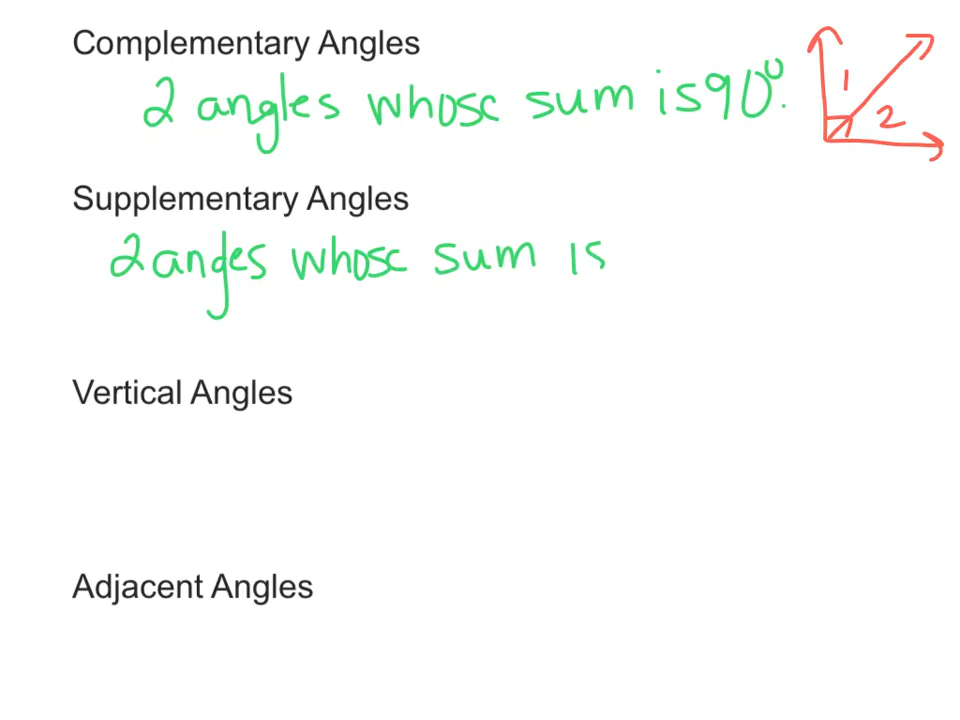 Complementary Angles
2 angles whose sum is 90°.
1
2
Supplementary Angles
2 angles whose sum is
Vertical Angles
Adjacent Angles